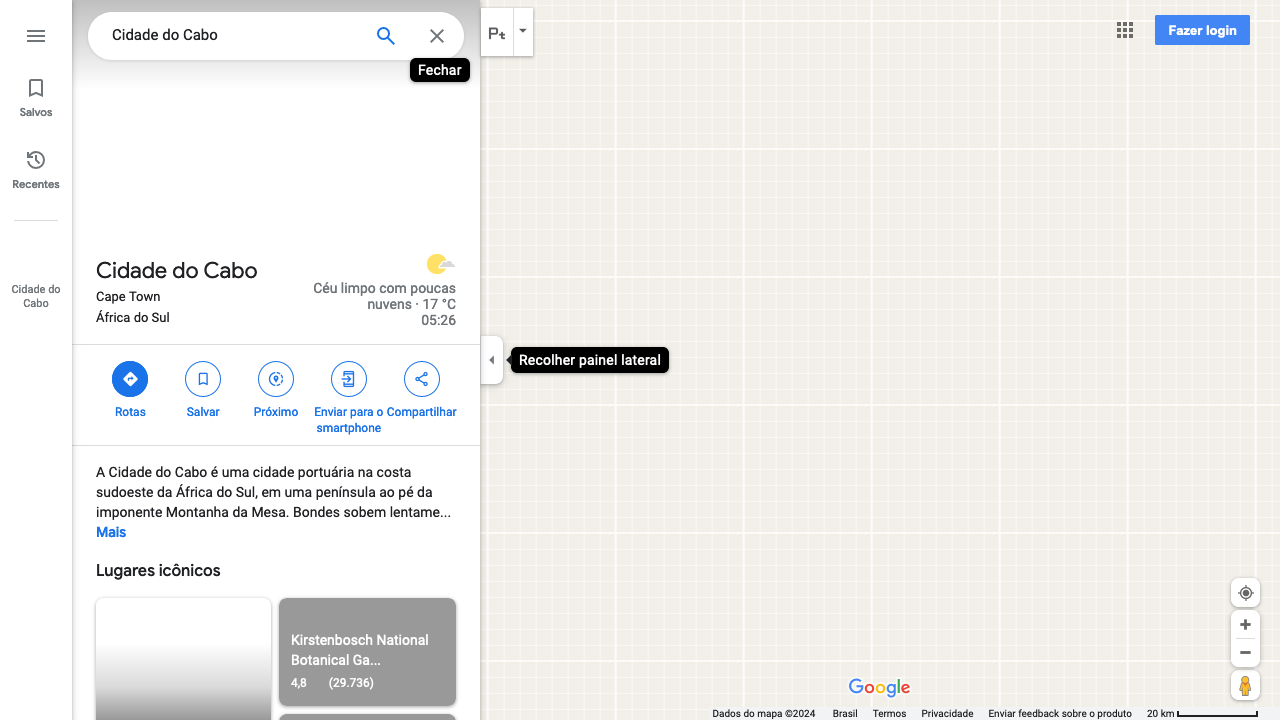 Cidade do Cabo
Fechar
Salvos
Recentes
Cidade do
Cabo
Cidade do Cabo
Cape Town
África do Sul
Céu limpo com poucas
nuvens · 17 °C
05:26
Rotas
Salvar
Próximo
Enviar para o
smartphone
Compartilhar
A Cidade do Cabo é uma cidade portuária na costa
sudoeste da África do Sul, em uma península ao pé da
imponente Montanha da Mesa. Bondes sobem lentame...
Mais
Lugares icônicos
Kirstenbosch National
Botanical Ga...
4,8 (29.736)
Fazer login
Recolher painel lateral
Google
Dados do mapa ©2024 Brasil Termos Privacidade Enviar feedback sobre o produto 20 km